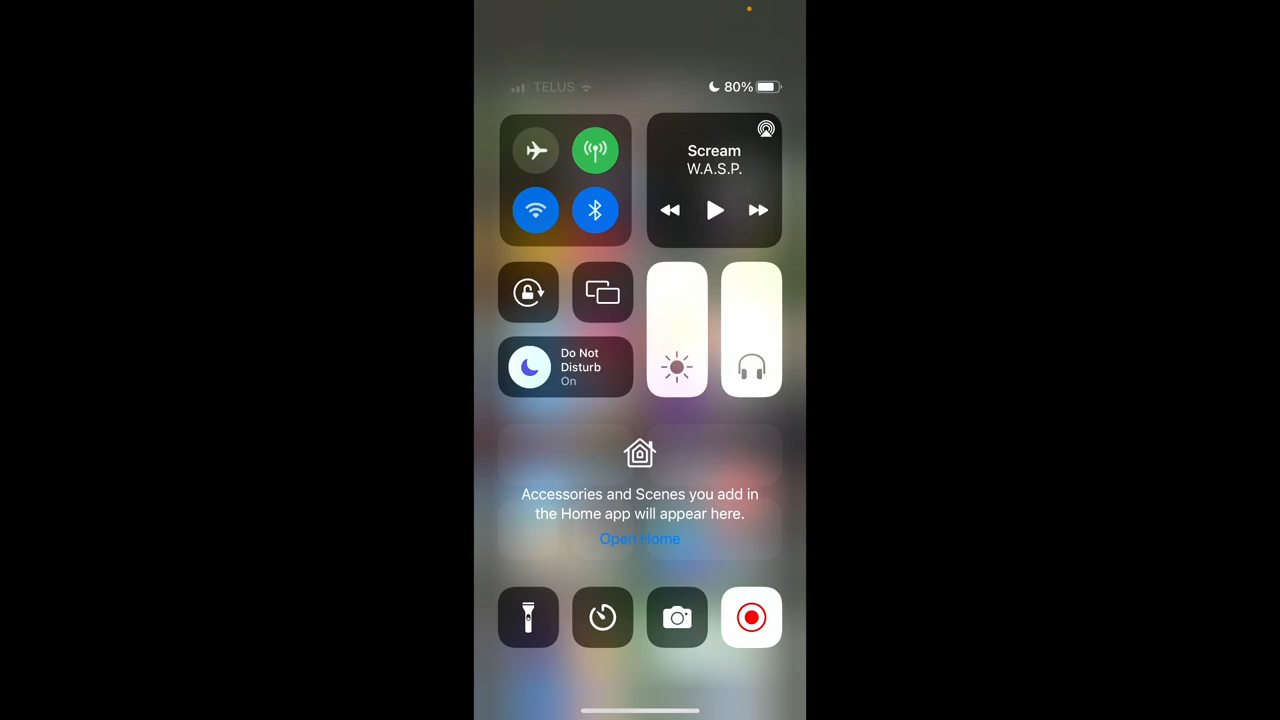 TELUS
80%
Scream
W.A.S.P.
Do Not
Disturb
On
Accessories and Scenes you add in
the Home app will appear here.
Open Home